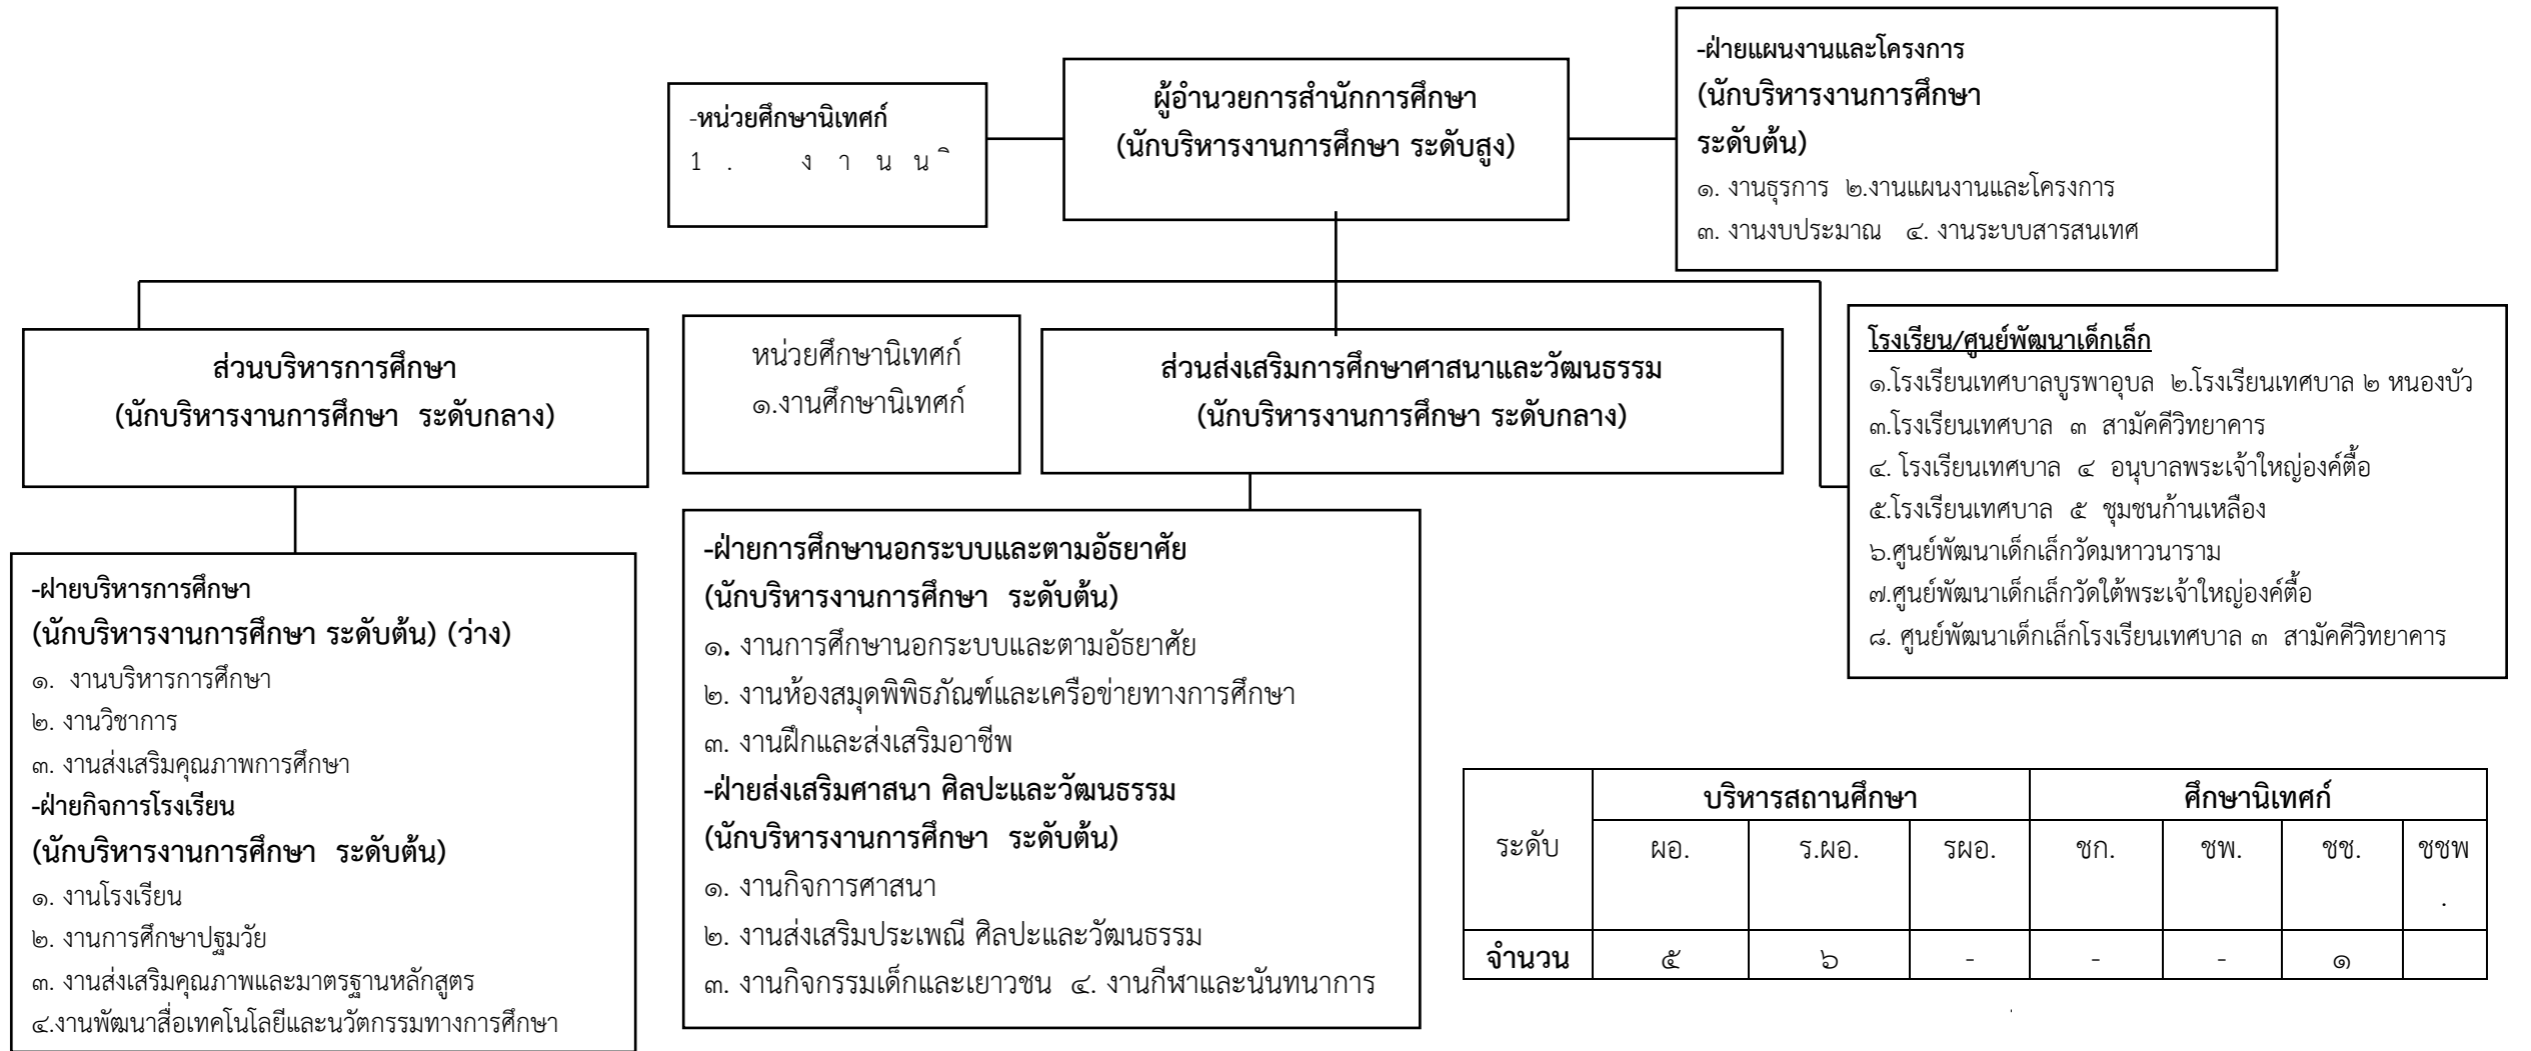 -หน่วยศึกษานิเทศก์
1 . ง า น น ิ
ผู้อำนวยการสำนักการศึกษา
(นักบริหารงานการศึกษา ระดับสูง)
-ฝ่ายแผนงานและโครงการ
(นักบริหารงานการศึกษา
ระดับต้น)
๑. งานธุรการ ๒.งานแผนงานและโครงการ
๓. งานงบประมาณ ๔. งานระบบสารสนเทศ
ส่วนบริหารการศึกษา
(นักบริหารงานการศึกษา ระดับกลาง)
หน่วยศึกษานิเทศก์
๑.งานศึกษานิเทศก์
ส่วนส่งเสริมการศึกษาศาสนาและวัฒนธรรม
(นักบริหารงานการศึกษา ระดับกลาง)
โรงเรียน/ศูนย์พัฒนาเด็กเล็ก
๑.โรงเรียนเทศบาลบูรพาอุบล ๒.โรงเรียนเทศบาล ๒ หนองบัว
๓.โรงเรียนเทศบาล ๓ สามัคคีวิทยาคาร
๔. โรงเรียนเทศบาล ๔ อนุบาลพระเจ้าใหญ่องค์ตื้อ
๕.โรงเรียนเทศบาล ๕ ชุมชนก้านเหลือง
๖.ศูนย์พัฒนาเด็กเล็กวัดมหาวนาราม
๗.ศูนย์พัฒนาเด็กเล็กวัดใต้พระเจ้าใหญ่องค์ตื้อ
๘. ศูนย์พัฒนาเด็กเล็กโรงเรียนเทศบาล ๓ สามัคคีวิทยาคาร
-ฝ่ายบริหารการศึกษา
(นักบริหารงานการศึกษา ระดับต้น) (ว่าง)
๑. งานบริหารการศึกษา
๒. งานวิชาการ
๓. งานส่งเสริมคุณภาพการศึกษา
-ฝ่ายกิจการโรงเรียน
(นักบริหารงานการศึกษา ระดับต้น)
๑. งานโรงเรียน
๒. งานการศึกษาปฐมวัย
๓. งานส่งเสริมคุณภาพและมาตรฐานหลักสูตร
๔.งานพัฒนาสื่อเทคโนโลยีและนวัตกรรมทางการศึกษา
-ฝ่ายการศึกษานอกระบบและตามอัธยาศัย
(นักบริหารงานการศึกษา ระดับต้น)
๑. งานการศึกษานอกระบบและตามอัธยาศัย
๒. งานห้องสมุดพิพิธภัณฑ์และเครือข่ายทางการศึกษา
๓. งานฝึกและส่งเสริมอาชีพ
-ฝ่ายส่งเสริมศาสนา ศิลปะและวัฒนธรรม
(นักบริหารงานการศึกษา ระดับต้น)
๑. งานกิจการศาสนา
๒. งานส่งเสริมประเพณี ศิลปะและวัฒนธรรม
๓. งานกิจกรรมเด็กและเยาวชน ๔. งานกีฬาและนันทนาการ
ระดับ บริหารสถานศึกษา ศึกษานิเทศก์
ผอ. ร.ผอ. รผอ. ชก. ชพ. ชช. ชชพ.
จำนวน ๕ ๖ - - - ๑